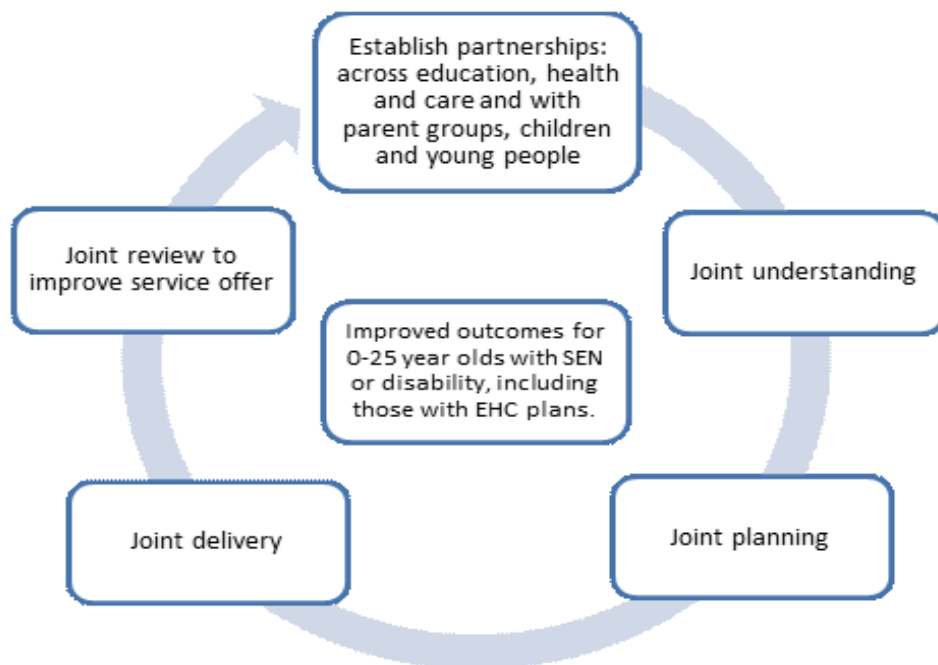 Establish partnerships:
across education, health
and care and with
parent groups, children
and young people
Joint understanding
Joint planning
Joint delivery
Joint review to
improve service offer
Improved outcomes for
0-25 year olds with SEN
or disability, including
those with EHC plans.